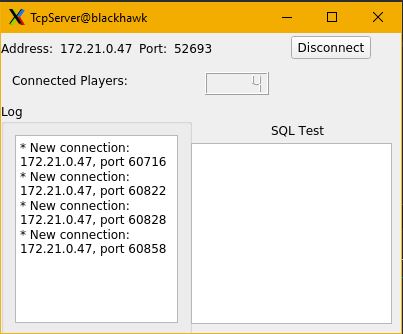 TcpServer@blackhawk
Address: 172.21.0.47 Port: 52693 Disconnect
Connected Players: 4
Log
SQL Test
* New connection:
172.21.0.47, port 60716
* New connection:
172.21.0.47, port 60822
* New connection:
172.21.0.47, port 60828
* New connection:
172.21.0.47, port 60858